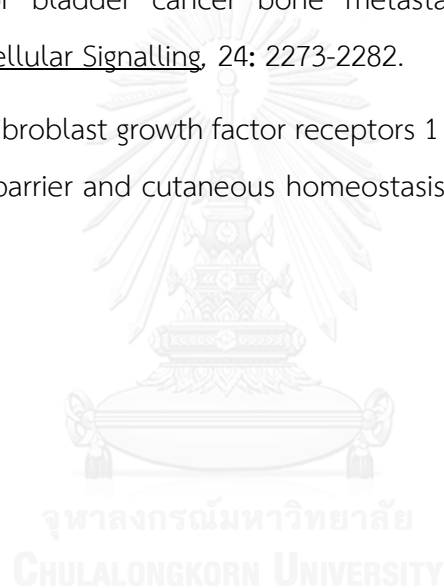 bladder cancer bone metasta
ellular Signalling, 24: 2273-2282.
ibroblast growth factor receptors 1
barrier and cutaneous homeostasis
จุฬาลงกรณ์มหาวิทยาลัย
CHULALONGKORN UNIVERSITY